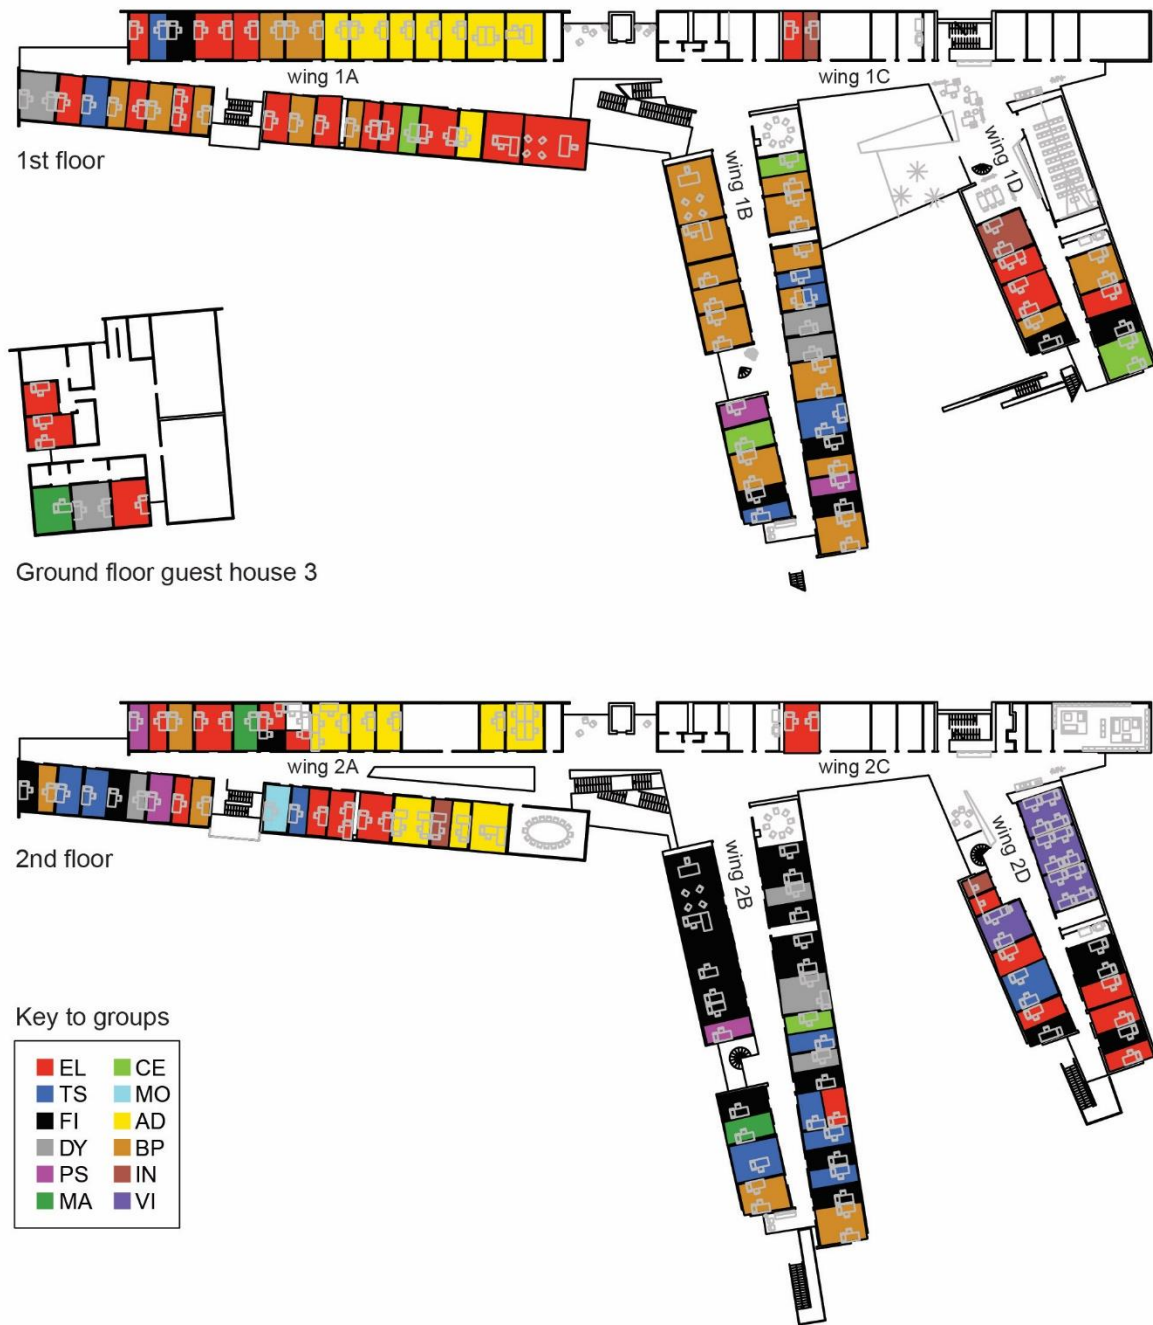 wing 1A
wing 1C
wing 1B
wing 1D
1st floor
Ground floor guest house 3
wing 2A
wing 2C
wing 2B
wing 2D
2nd floor
Key to groups
EL CE
TS MO
FI AD
DY BP
PS IN
MA VI